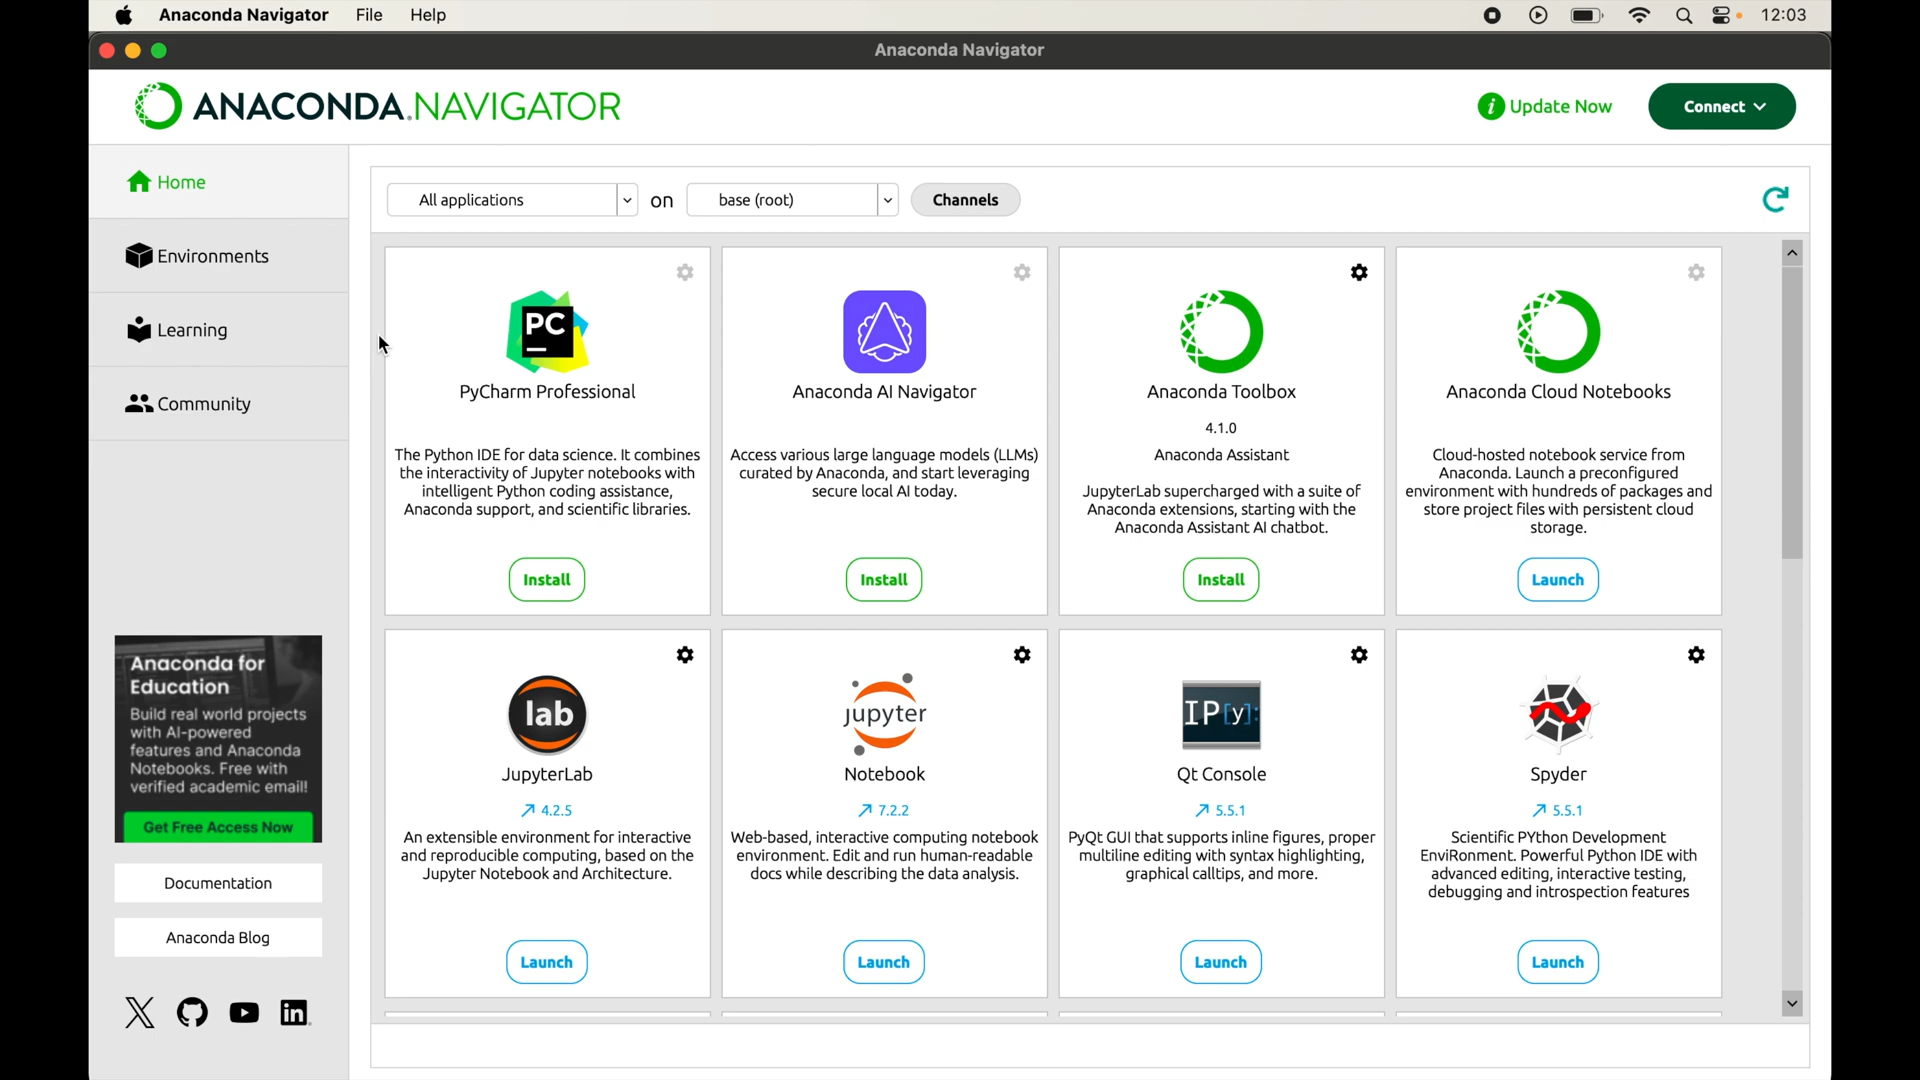 Anaconda Navigator File Help 12:03
Anaconda Navigator
ANACONDA.NAVIGATOR
i Update Now
Connect
Home
Environments
Learning
Community
All applications on base (root) Channels
PC
PyCharm Professional
The Python IDE for data science. It combines
the interactivity of Jupyter notebooks with
intelligent Python coding assistance,
Anaconda support, and scientific libraries.
Install
Anaconda AI Navigator
Access various large language models (LLMs)
curated by Anaconda, and start leveraging
secure local AI today.
Install
Anaconda Toolbox
4.1.0
Anaconda Assistant
JupyterLab supercharged with a suite of
Anaconda extensions, starting with the
Anaconda Assistant AI chatbot.
Install
Anaconda Cloud Notebooks
Cloud-hosted notebook service from
Anaconda. Launch a preconfigured
environment with hundreds of packages and
store project files with persistent cloud
storage.
Launch
lab
JupyterLab
4.2.5
An extensible environment for interactive
and reproducible computing, based on the
Jupyter Notebook and Architecture.
Launch
jupyter
Notebook
7.2.2
Web-based, interactive computing notebook
environment. Edit and run human-readable
docs while describing the data analysis.
Launch
IP[y]:
Qt Console
5.5.1
PyQt GUI that supports inline figures, proper
multiline editing with syntax highlighting,
graphical calltips, and more.
Launch
Spyder
5.5.1
Scientific PYthon Development
EnviRonment. Powerful Python IDE with
advanced editing, interactive testing,
debugging and introspection features
Launch
Anaconda for
Education
Build real world projects
with AI-powered
features and Anaconda
Notebooks. Free with
verified academic email!
Get Free Access Now
Documentation
Anaconda Blog
X
in